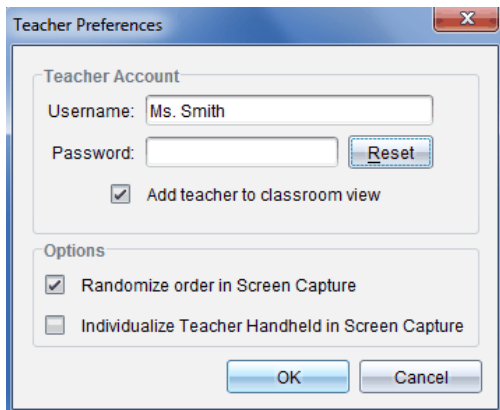 Teacher Preferences
Teacher Account
Username: Ms. Smith
Password: Reset
Add teacher to classroom view
Options
Randomize order in Screen Capture
Individualize Teacher Handheld in Screen Capture
OK Cancel